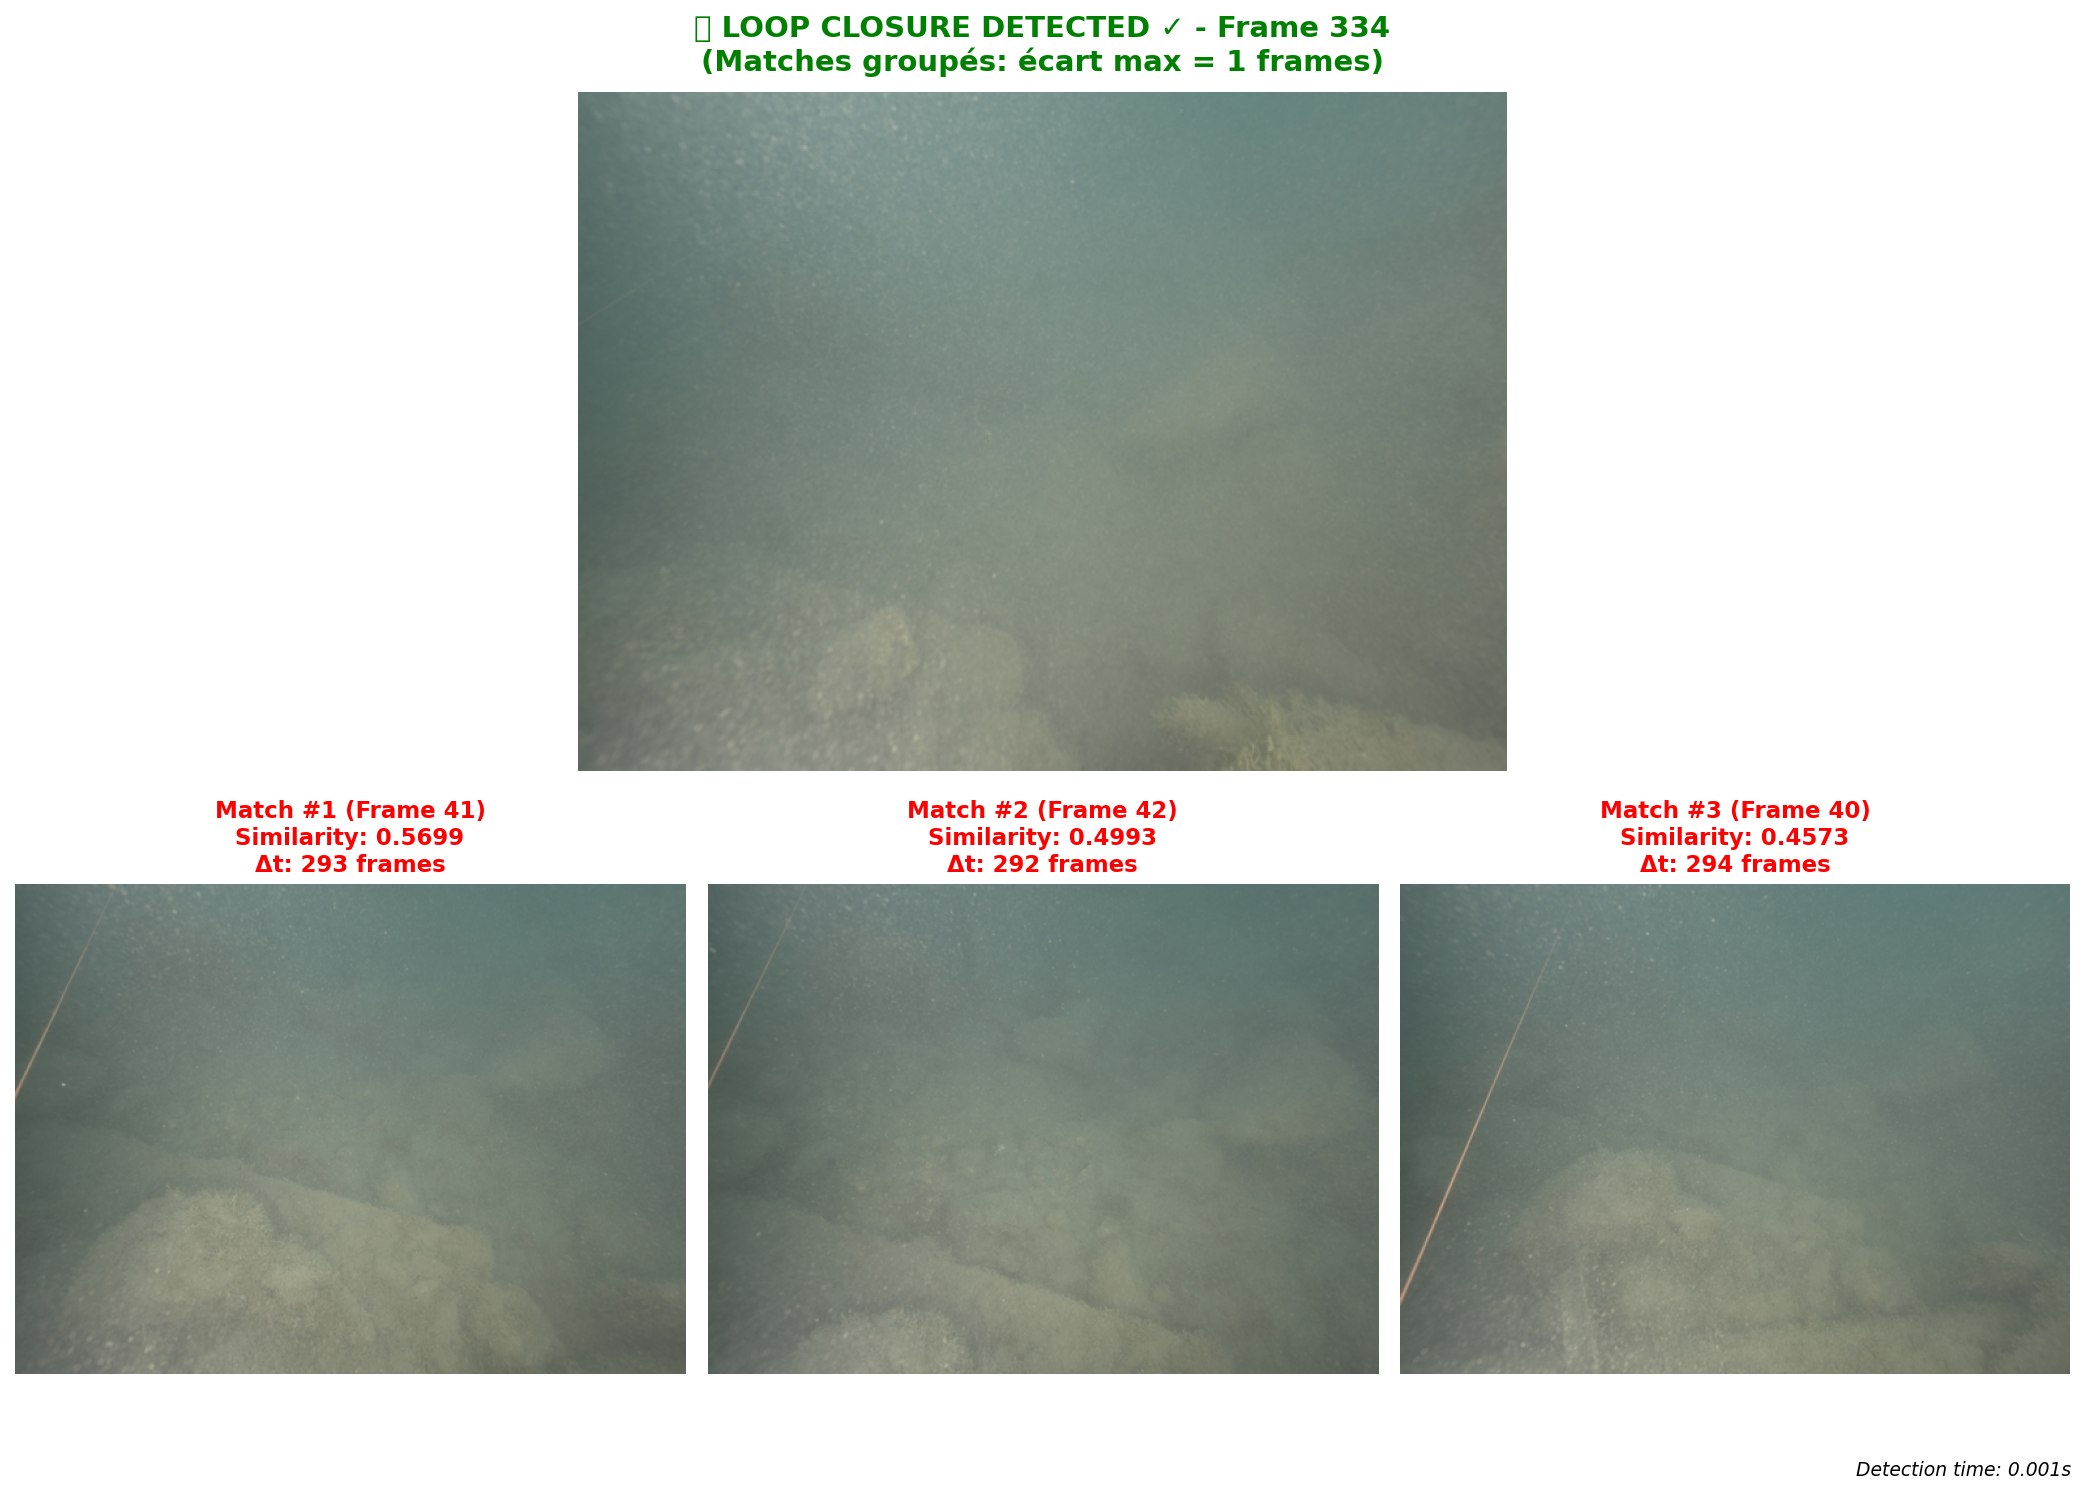 LOOP CLOSURE DETECTED ✓ - Frame 334
(Matches groupés: écart max = 1 frames)
Match #1 (Frame 41)
Similarity: 0.5699
Δt: 293 frames
Match #2 (Frame 42)
Similarity: 0.4993
Δt: 292 frames
Match #3 (Frame 40)
Similarity: 0.4573
Δt: 294 frames
Detection time: 0.001s